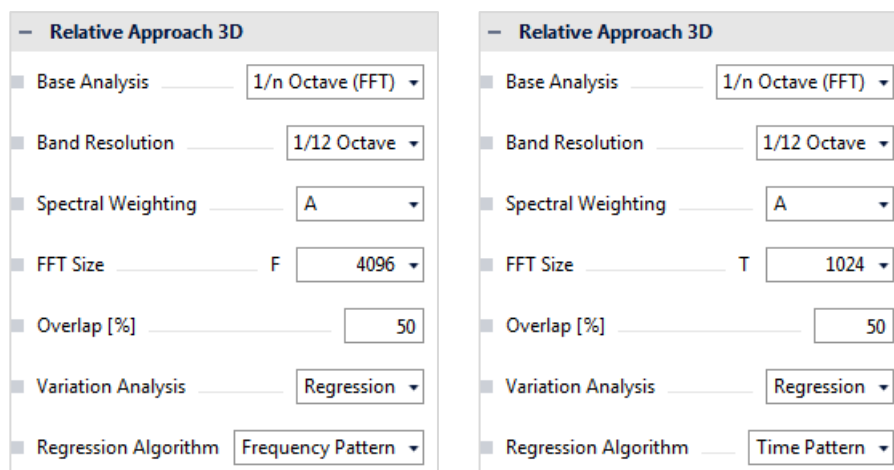 − Relative Approach 3D
Base Analysis 1/n Octave (FFT)
Band Resolution 1/12 Octave
Spectral Weighting A
FFT Size F 4096
Overlap [%] 50
Variation Analysis Regression
Regression Algorithm Frequency Pattern
− Relative Approach 3D
Base Analysis 1/n Octave (FFT)
Band Resolution 1/12 Octave
Spectral Weighting A
FFT Size T 1024
Overlap [%] 50
Variation Analysis Regression
Regression Algorithm Time Pattern